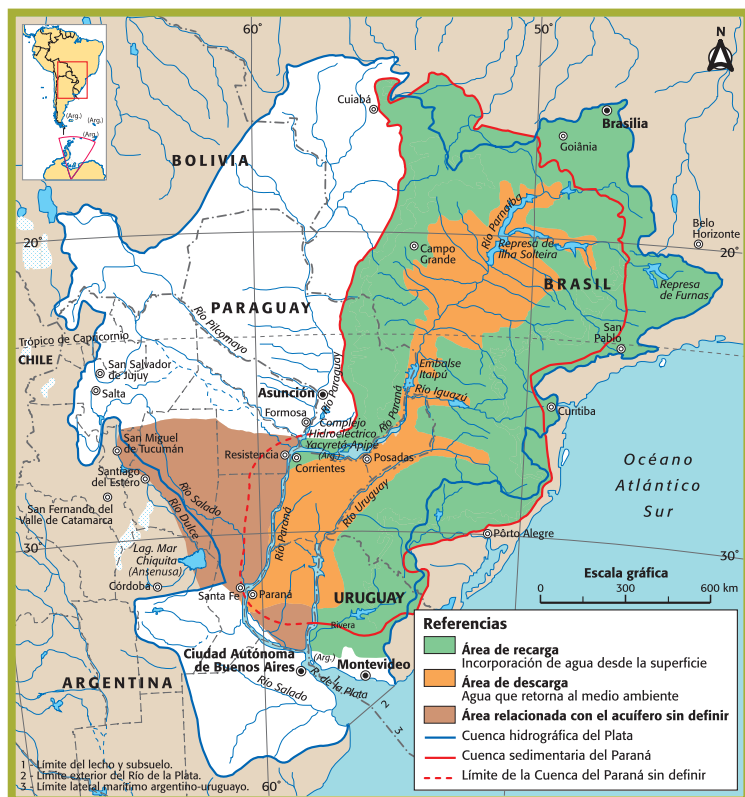 60°
50°
N
(Arg.)
(Arg.)
(Arg.)
Cuiabá
Brasilia
Goiânia
BOLIVIA
Río Parnaíba
Belo
Horizonte
20°
20°
Campo
Grande
Represa de
Ilha Solteira
BRASIL
Represa
de Furnas
PARAGUAY
Río Pilcomayo
San
Pablo
Trópico de Capricornio
CHILE
San Salvador
de Jujuy
Salta
Río Paraguay
Embalse
Itaipú
Río Iguazú
Asunción
Formosa
Río Paraná
Curitiba
Complejo
Hidroeléctrico
Yacyretá-Apipé
(Arg.)
San Miguel
de Tucumán
Resistencia
Corrientes
Posadas
Océano
Atlántico
Sur
Santiago
del Estero
Río Salado
Río Uruguay
San Fernando del
Valle de Catamarca
Río Dulce
Río Paraná
Pôrto Alegre
30°
30°
Lag. Mar
Chiquita
(Ansenusa)
Córdoba
Santa Fe
Paraná
URUGUAY
Rivera
Escala gráfica
0 300 600 km
Ciudad Autónoma
de Buenos Aires
(Arg.)
Montevideo
R. de la Plata
1
2
3
Río Salado
ARGENTINA
Referencias
Área de recarga
Incorporación de agua desde la superficie
Área de descarga
Agua que retorna al medio ambiente
Área relacionada con el acuífero sin definir
Cuenca hidrográfica del Plata
Cuenca sedimentaria del Paraná
Límite de la Cuenca del Paraná sin definir
1 - Límite del lecho y subsuelo.
2 - Límite exterior del Río de la Plata.
3 - Límite lateral marítimo argentino-uruguayo.
60°